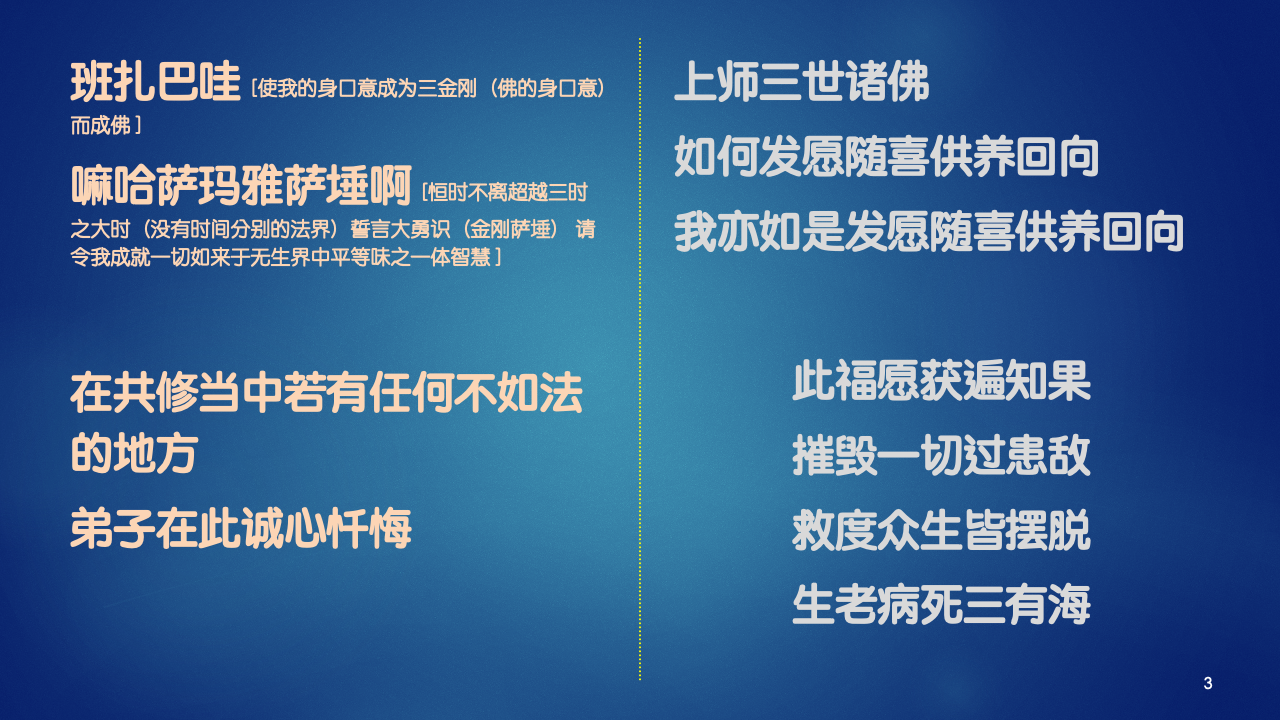 班扎巴哇 [使我的身口意成为三金刚（佛的身口意）
而成佛 ]
嘛哈萨玛雅萨埵啊 [恒时不离超越三时
之大时（没有时间分别的法界）誓言大勇识（金刚萨埵） 请
令我成就一切如来于无生界中平等味之一体智慧 ]
在共修当中若有任何不如法
的地方
弟子在此诚心忏悔
上师三世诸佛
如何发愿随喜供养回向
我亦如是发愿随喜供养回向
此福愿获遍知果
摧毁一切过患敌
救度众生皆摆脱
生老病死三有海
3